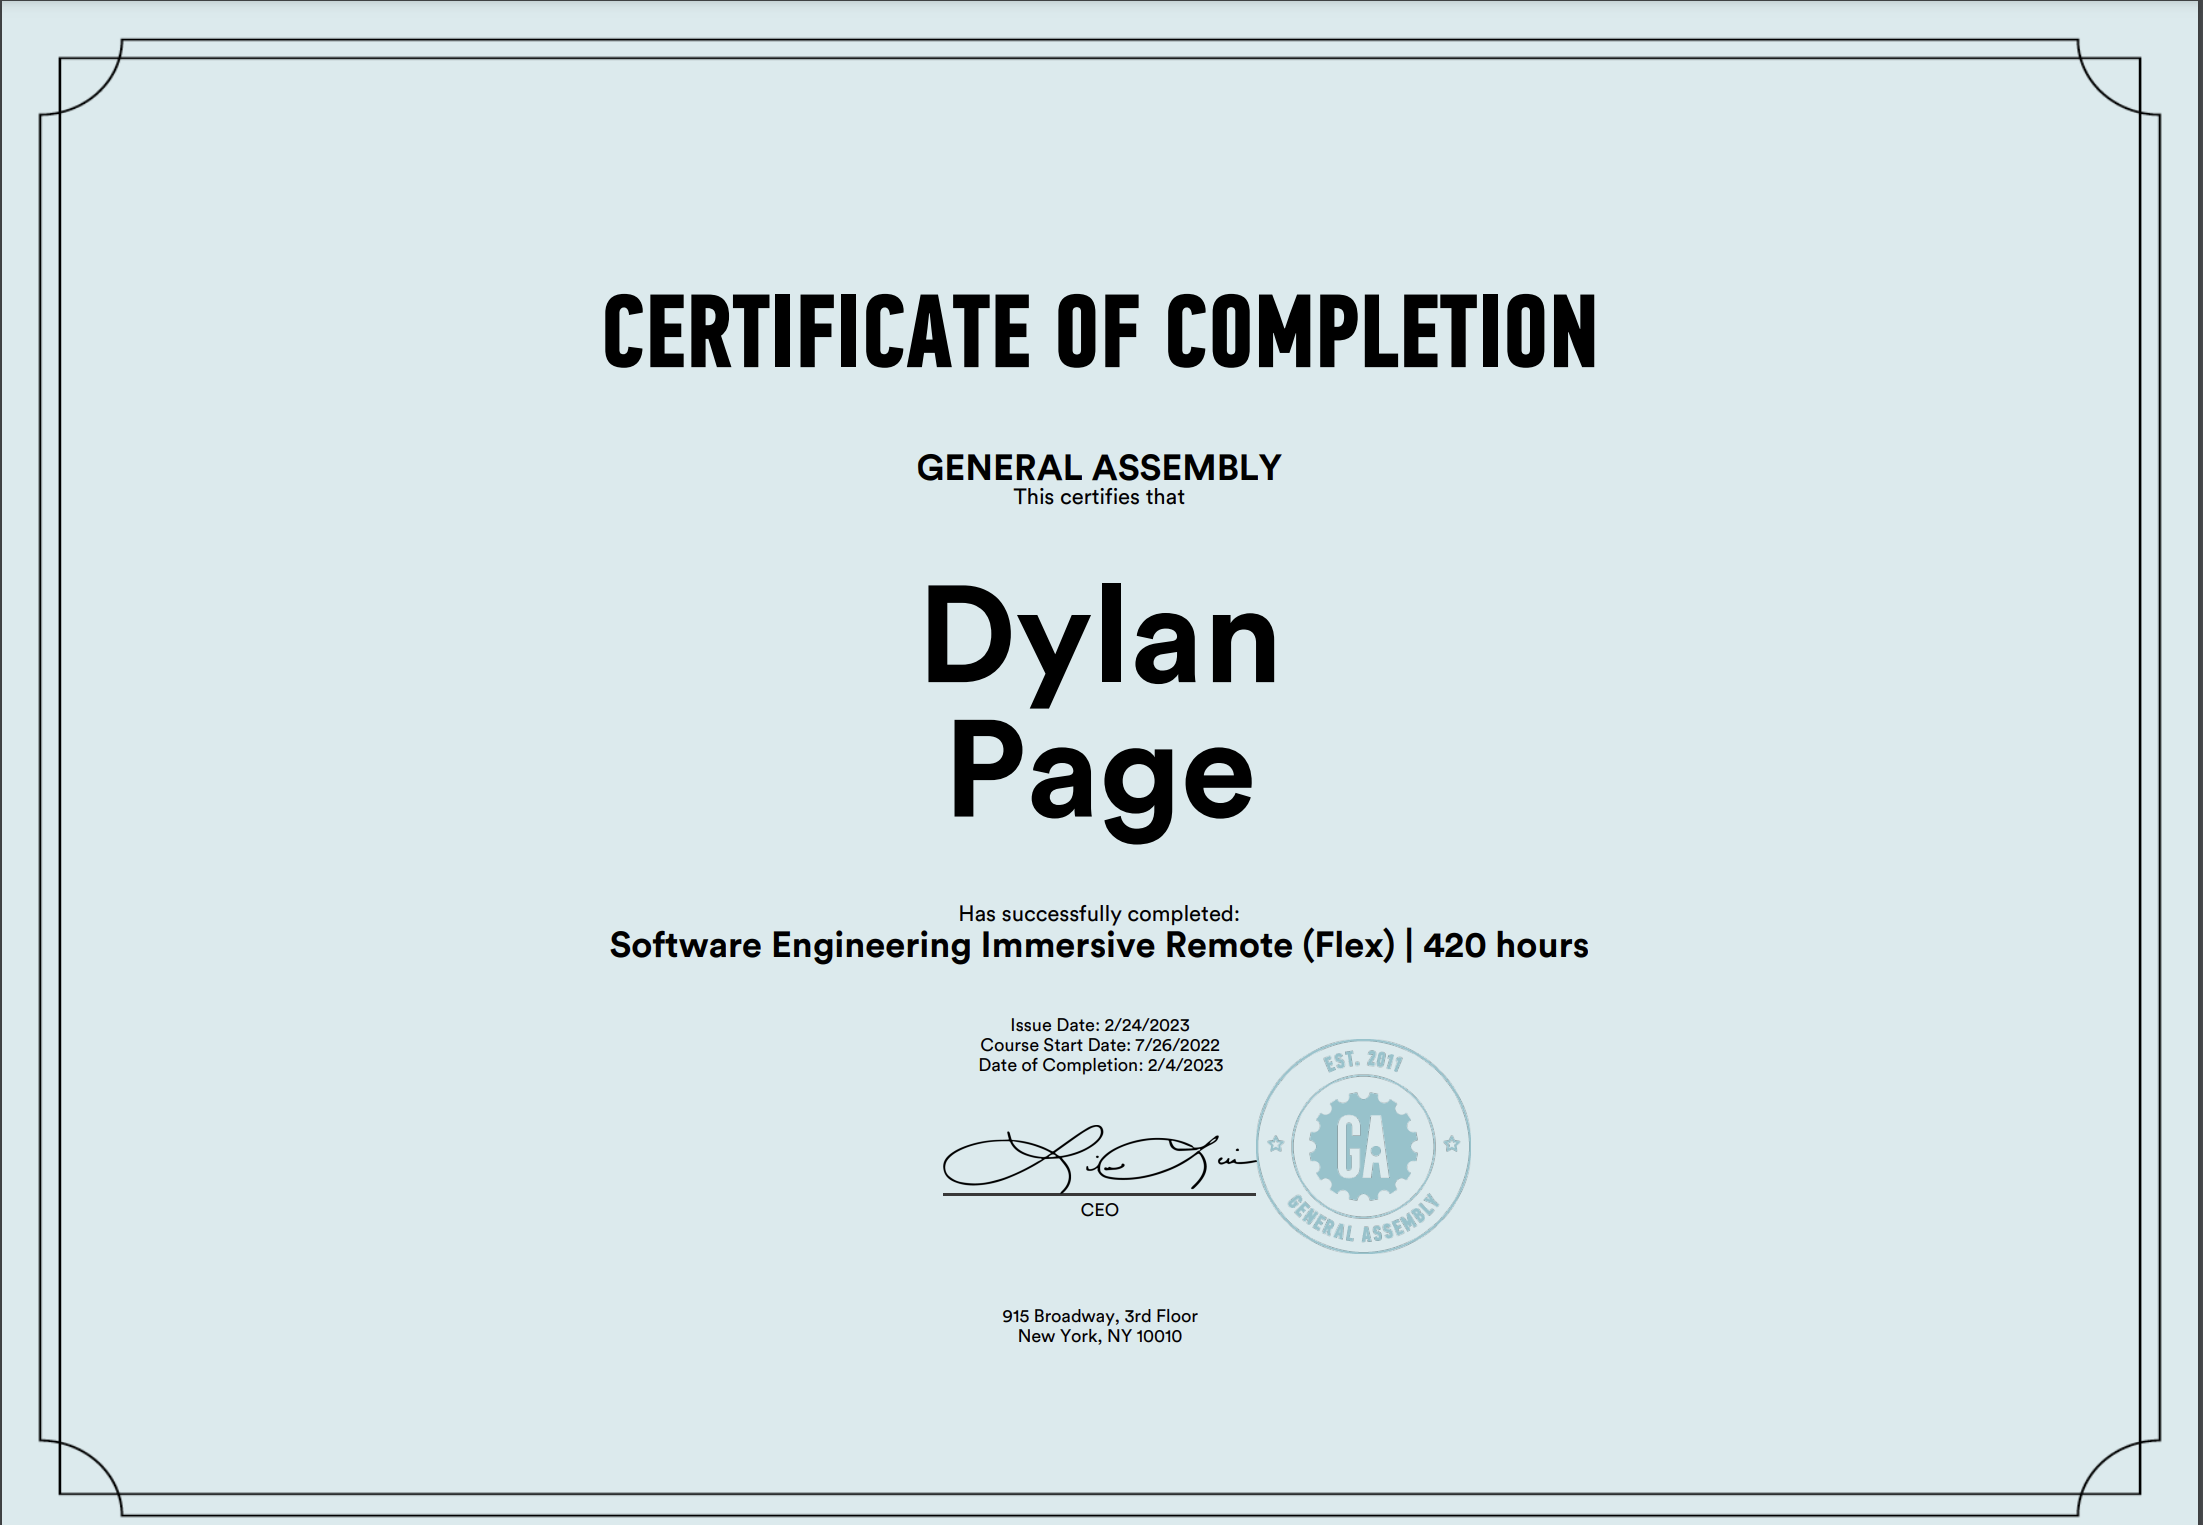 CERTIFICATE OF COMPLETION
GENERAL ASSEMBLY
This certifies that
Dylan
Page
Has successfully completed:
Software Engineering Immersive Remote (Flex) | 420 hours
Issue Date: 2/24/2023
Course Start Date: 7/26/2022
Date of Completion: 2/4/2023
EST. 2011
GA
GENERAL ASSEMBLY
CEO
915 Broadway, 3rd Floor
New York, NY 10010